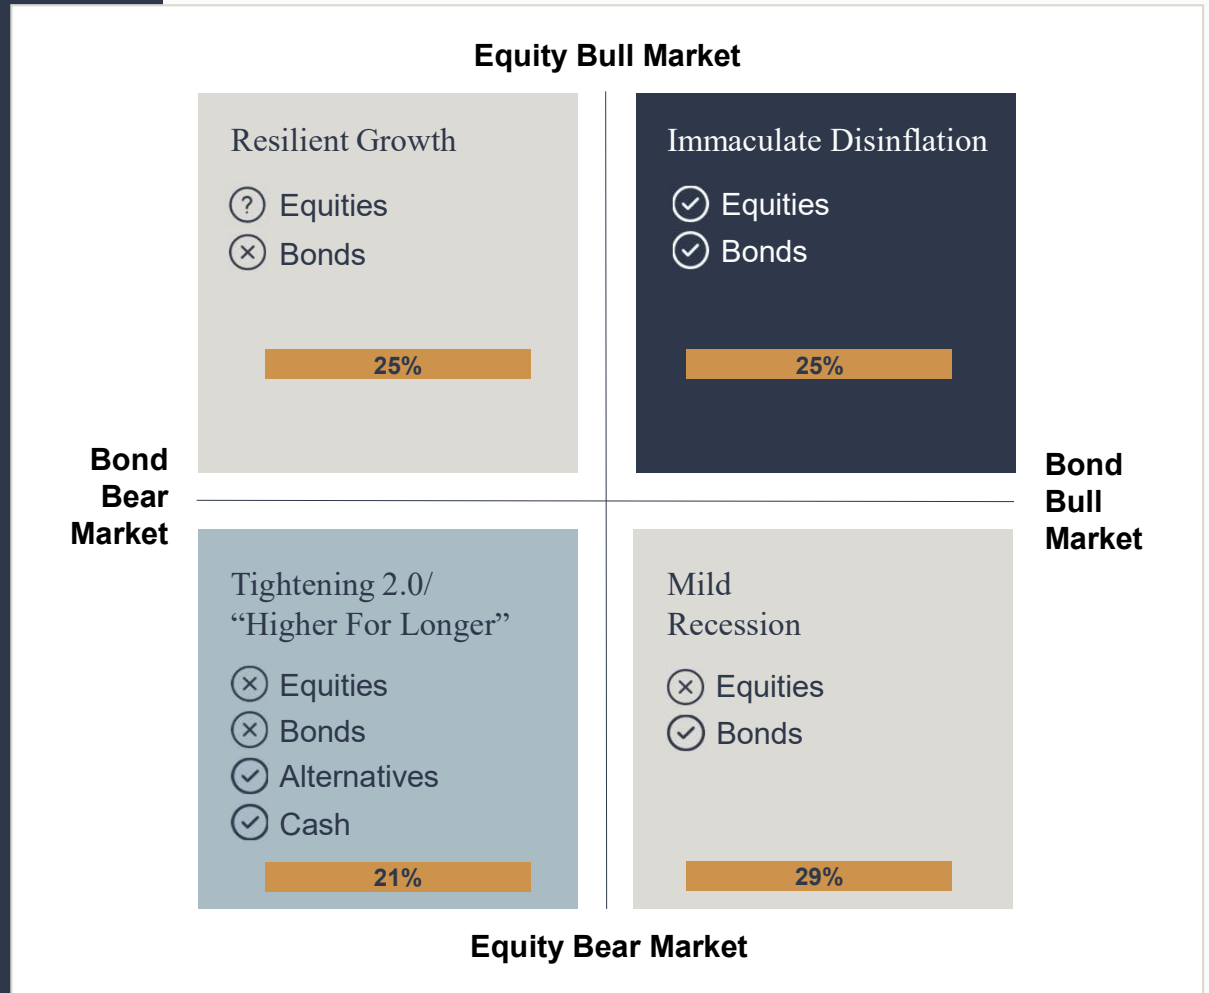 Equity Bull Market
Resilient Growth
? Equities
Bonds
25%
Immaculate Disinflation
Equities
Bonds
25%
Bond
Bear
Market
Bond
Bull
Market
Tightening 2.0/
“Higher For Longer”
Equities
Bonds
Alternatives
Cash
21%
Mild
Recession
Equities
Bonds
29%
Equity Bear Market